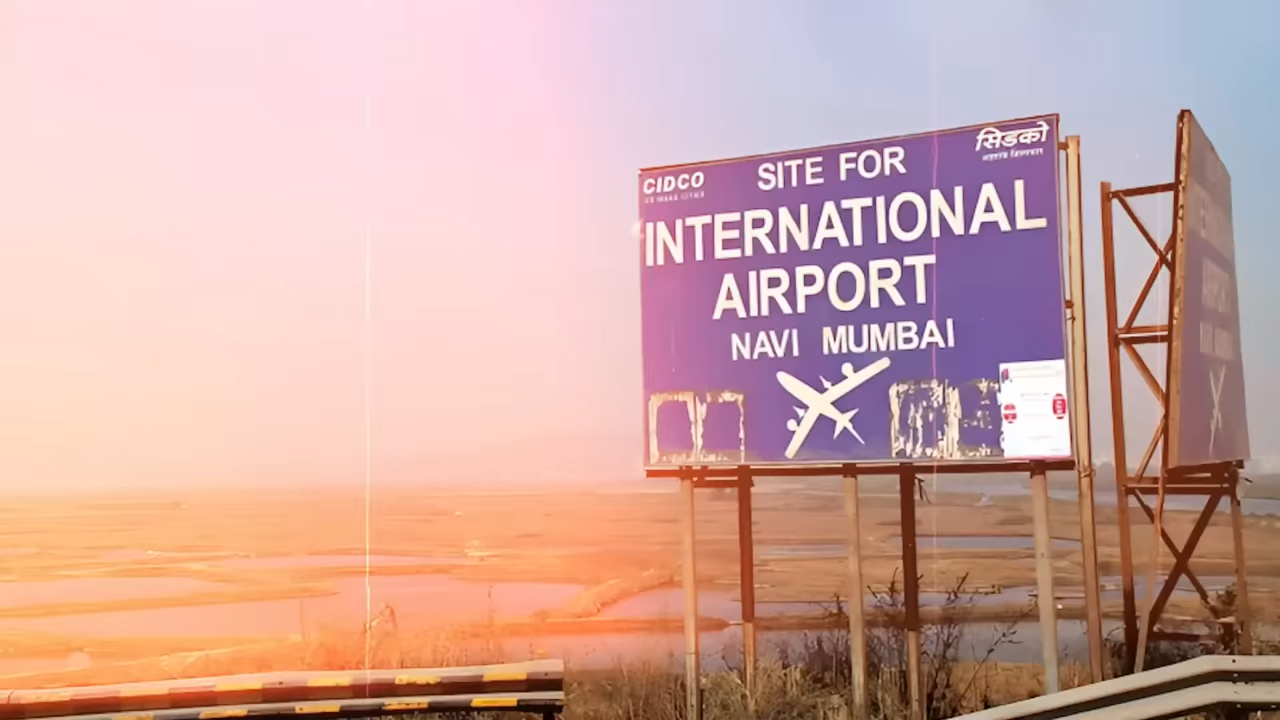 CIDCO
सिडको
SITE FOR
INTERNATIONAL
AIRPORT
NAVI MUMBAI